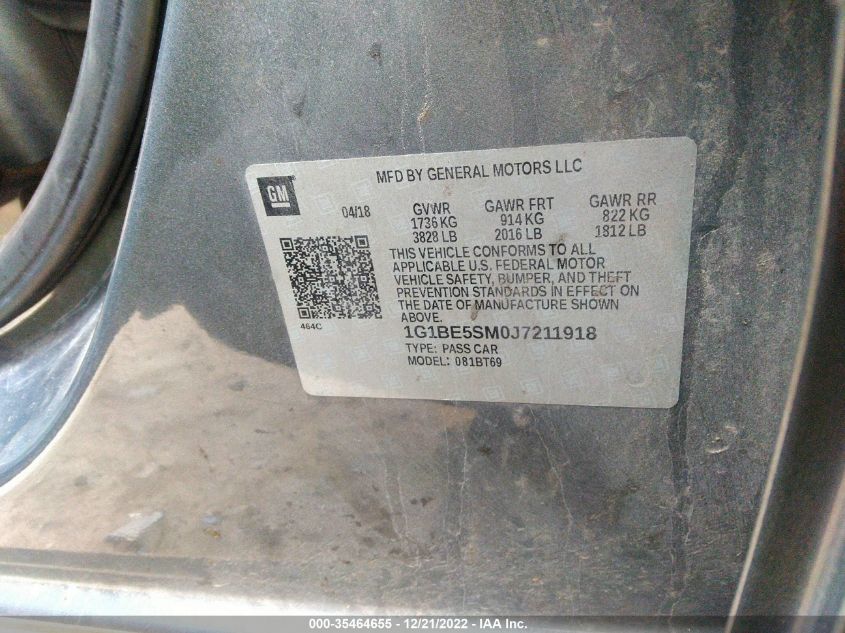 MFD BY GENERAL MOTORS LLC
GM
04/18 GVWR GAWR FRT GAWR RR
1736 KG 914 KG 822 KG
3828 LB 2016 LB 1812 LB
THIS VEHICLE CONFORMS TO ALL
APPLICABLE U.S. FEDERAL MOTOR
VEHICLE SAFETY, BUMPER, AND THEFT
PREVENTION STANDARDS IN EFFECT ON
THE DATE OF MANUFACTURE SHOWN
ABOVE.
464C
1G1BE5SM0J7211918
TYPE: PASS CAR
MODEL: 081BT69
000-35464655 - 12/21/2022 - IAA Inc.